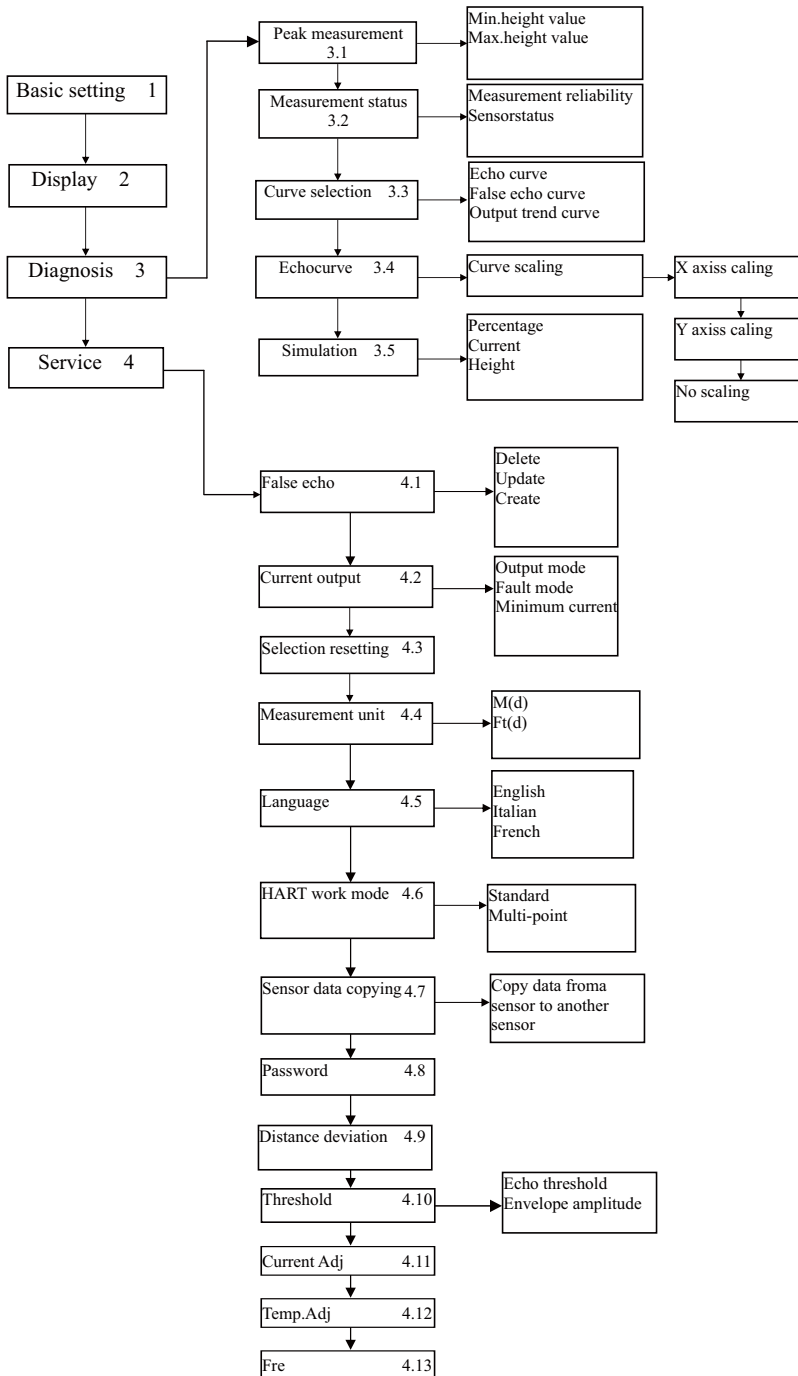 Basic setting 1
Display 2
Diagnosis 3
Service 4
Peak measurement
3.1
Min.height value
Max.height value
Measurement status
3.2
Measurement reliability
Sensorstatus
Curve selection 3.3
Echo curve
False echo curve
Output trend curve
Echocurve 3.4
Curve scaling
X axiss caling
Y axiss caling
No scaling
Simulation 3.5
Percentage
Current
Height
False echo 4.1
Delete
Update
Create
Current output 4.2
Output mode
Fault mode
Minimum current
Selection resetting 4.3
Measurement unit 4.4
M(d)
Ft(d)
Language 4.5
English
Italian
French
HART work mode 4.6
Standard
Multi-point
Sensor data copying 4.7
Copy data froma
sensor to another
sensor
Password 4.8
Distance deviation 4.9
Threshold 4.10
Echo threshold
Envelope amplitude
Current Adj 4.11
Temp.Adj 4.12
Fre 4.13